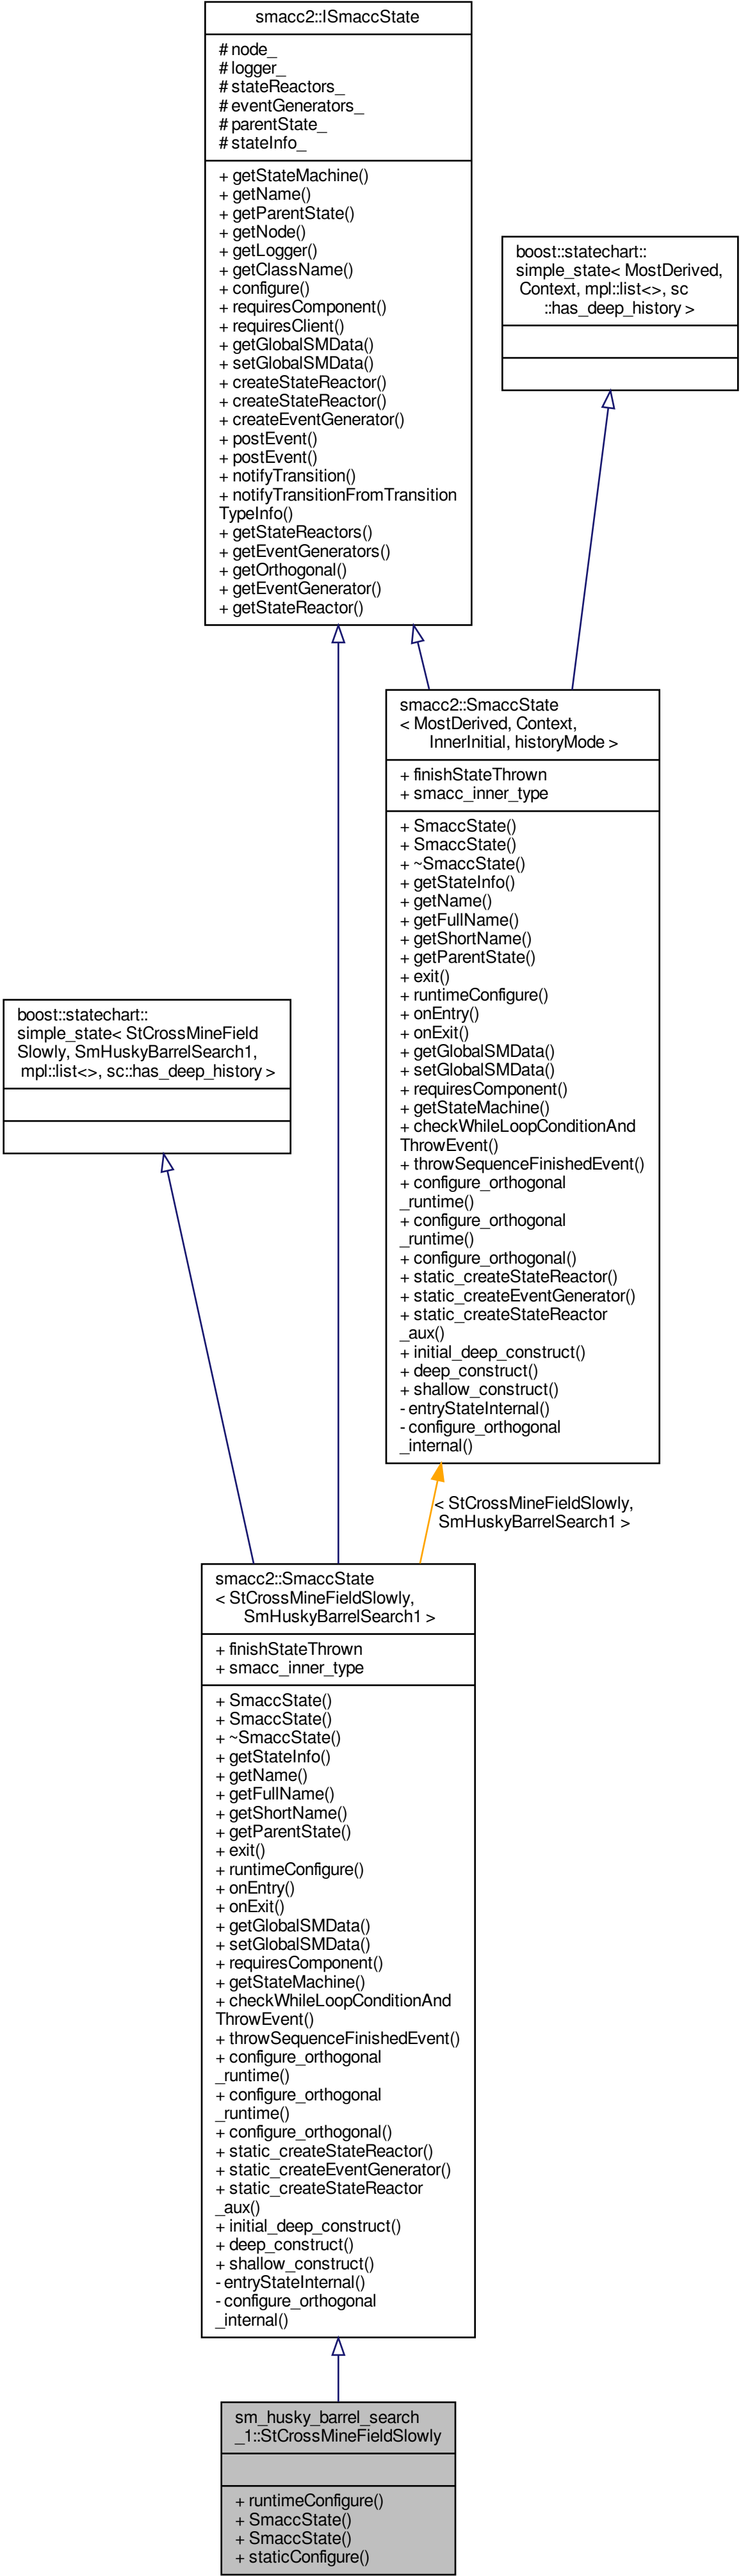 smacc2::ISmaccState
# node_
# logger_
# stateReactors_
# eventGenerators_
# parentState_
# stateInfo_
+ getStateMachine()
+ getName()
+ getParentState()
+ getNode()
+ getLogger()
+ getClassName()
+ configure()
+ requiresComponent()
+ requiresClient()
+ getGlobalSMData()
+ setGlobalSMData()
+ createStateReactor()
+ createStateReactor()
+ createEventGenerator()
+ postEvent()
+ postEvent()
+ notifyTransition()
+ notifyTransitionFromTransition
TypeInfo()
+ getStateReactors()
+ getEventGenerators()
+ getOrthogonal()
+ getEventGenerator()
+ getStateReactor()
boost::statechart::
simple_state< MostDerived,
Context, mpl::list<>, sc
::has_deep_history >
smacc2::SmaccState
< MostDerived, Context,
InnerInitial, historyMode >
+ finishStateThrown
+ smacc_inner_type
+ SmaccState()
+ SmaccState()
+ ~SmaccState()
+ getStateInfo()
+ getName()
+ getFullName()
+ getShortName()
+ getParentState()
+ exit()
+ runtimeConfigure()
+ onEntry()
+ onExit()
+ getGlobalSMData()
+ setGlobalSMData()
+ requiresComponent()
+ getStateMachine()
+ checkWhileLoopConditionAnd
ThrowEvent()
+ throwSequenceFinishedEvent()
+ configure_orthogonal
_runtime()
+ configure_orthogonal
_runtime()
+ configure_orthogonal()
+ static_createStateReactor()
+ static_createEventGenerator()
+ static_createStateReactor
_aux()
+ initial_deep_construct()
+ deep_construct()
+ shallow_construct()
- entryStateInternal()
- configure_orthogonal
_internal()
boost::statechart::
simple_state< StCrossMineField
Slowly, SmHuskyBarrelSearch1,
mpl::list<>, sc::has_deep_history >
< StCrossMineFieldSlowly,
SmHuskyBarrelSearch1 >
smacc2::SmaccState
< StCrossMineFieldSlowly,
SmHuskyBarrelSearch1 >
+ finishStateThrown
+ smacc_inner_type
+ SmaccState()
+ SmaccState()
+ ~SmaccState()
+ getStateInfo()
+ getName()
+ getFullName()
+ getShortName()
+ getParentState()
+ exit()
+ runtimeConfigure()
+ onEntry()
+ onExit()
+ getGlobalSMData()
+ setGlobalSMData()
+ requiresComponent()
+ getStateMachine()
+ checkWhileLoopConditionAnd
ThrowEvent()
+ throwSequenceFinishedEvent()
+ configure_orthogonal
_runtime()
+ configure_orthogonal
_runtime()
+ configure_orthogonal()
+ static_createStateReactor()
+ static_createEventGenerator()
+ static_createStateReactor
_aux()
+ initial_deep_construct()
+ deep_construct()
+ shallow_construct()
- entryStateInternal()
- configure_orthogonal
_internal()
sm_husky_barrel_search
_1::StCrossMineFieldSlowly
+ runtimeConfigure()
+ SmaccState()
+ SmaccState()
+ staticConfigure()